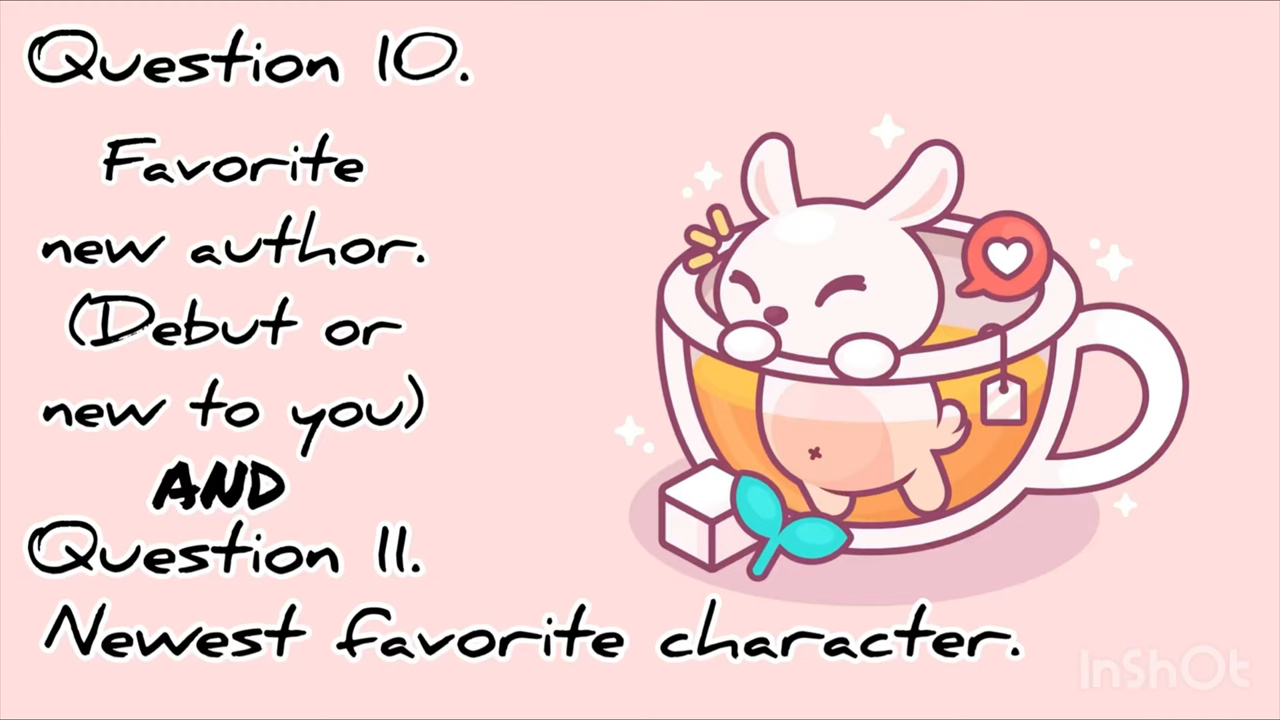 Question 10.
Favorite
new author.
(Debut or
new to you)
AND
Question 11.
Newest favorite character.
InShOt